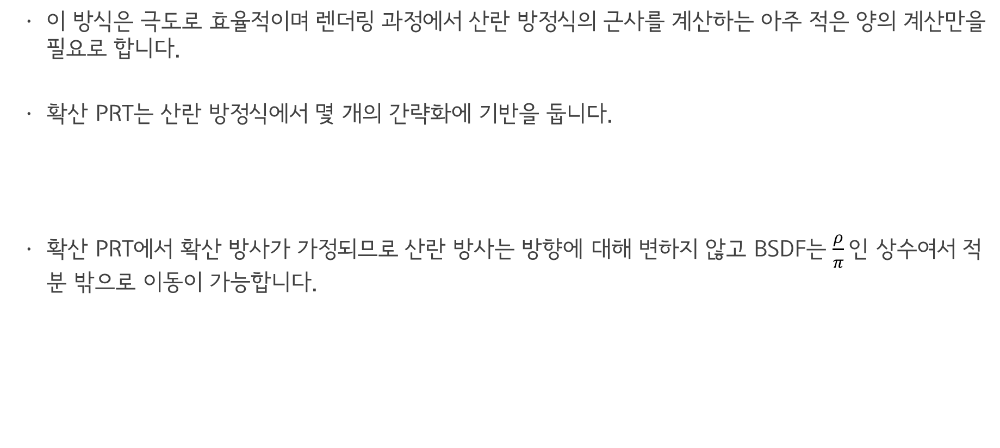 · 이 방식은 극도로 효율적이며 렌더링 과정에서 산란 방정식의 근사를 계산하는 아주 적은 양의 계산만을
필요로 합니다.
· 확산 PRT는 산란 방정식에서 몇 개의 간략화에 기반을 둡니다.
· 확산 PRT에서 확산 방사가 가정되므로 산란 방사는 방향에 대해 변하지 않고 BSDF는 ρ/π인 상수여서 적
분 밖으로 이동이 가능합니다.